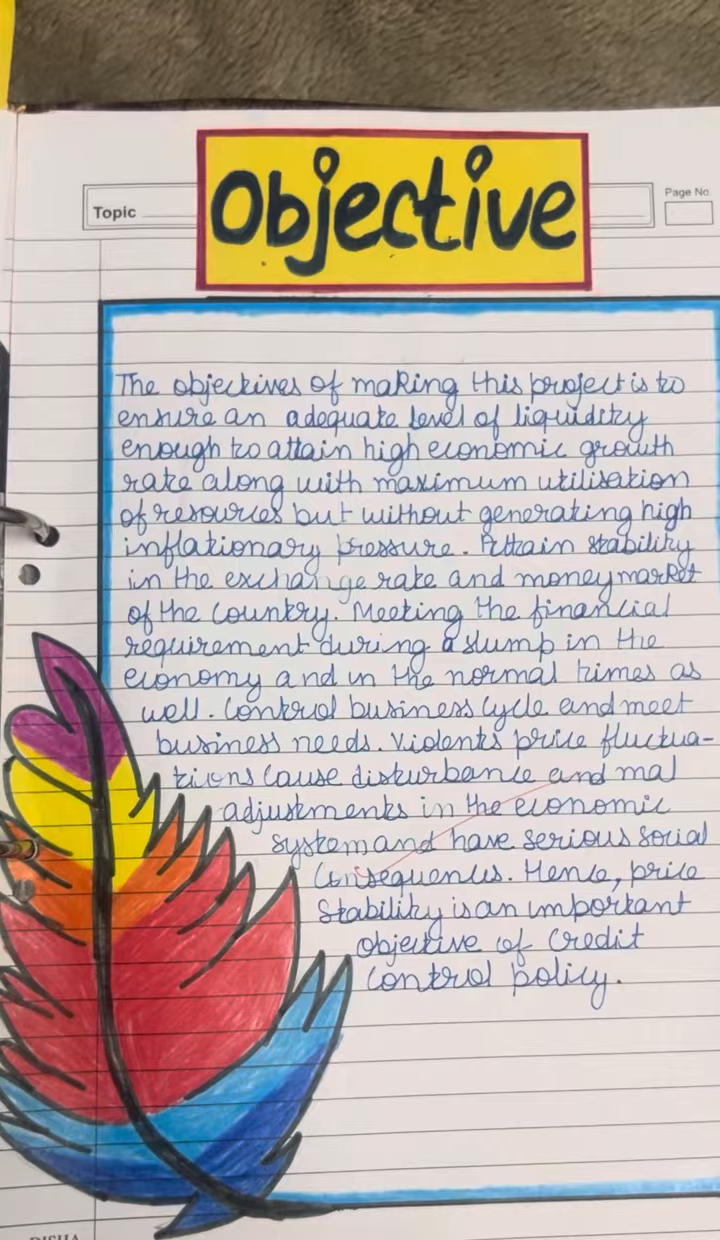 Objective
Topic
Page No.
The objectives of making this project is to
ensure an adequate level of liquidity
enough to attain high economic growth
rate along with maximum utilisation
of resources but without generating high
inflationary pressure. Attain stability
in the exchange rate and money market
of the country. Meeting the financial
requirement during a slump in the
economy and in the normal times as
well. Control business cycle and meet
business needs. Violents price fluctua-
tions cause disturbance and mal
adjustments in the economic
system and have serious social
consequences. Hence, price
stability is an important
objective of credit
control policy.